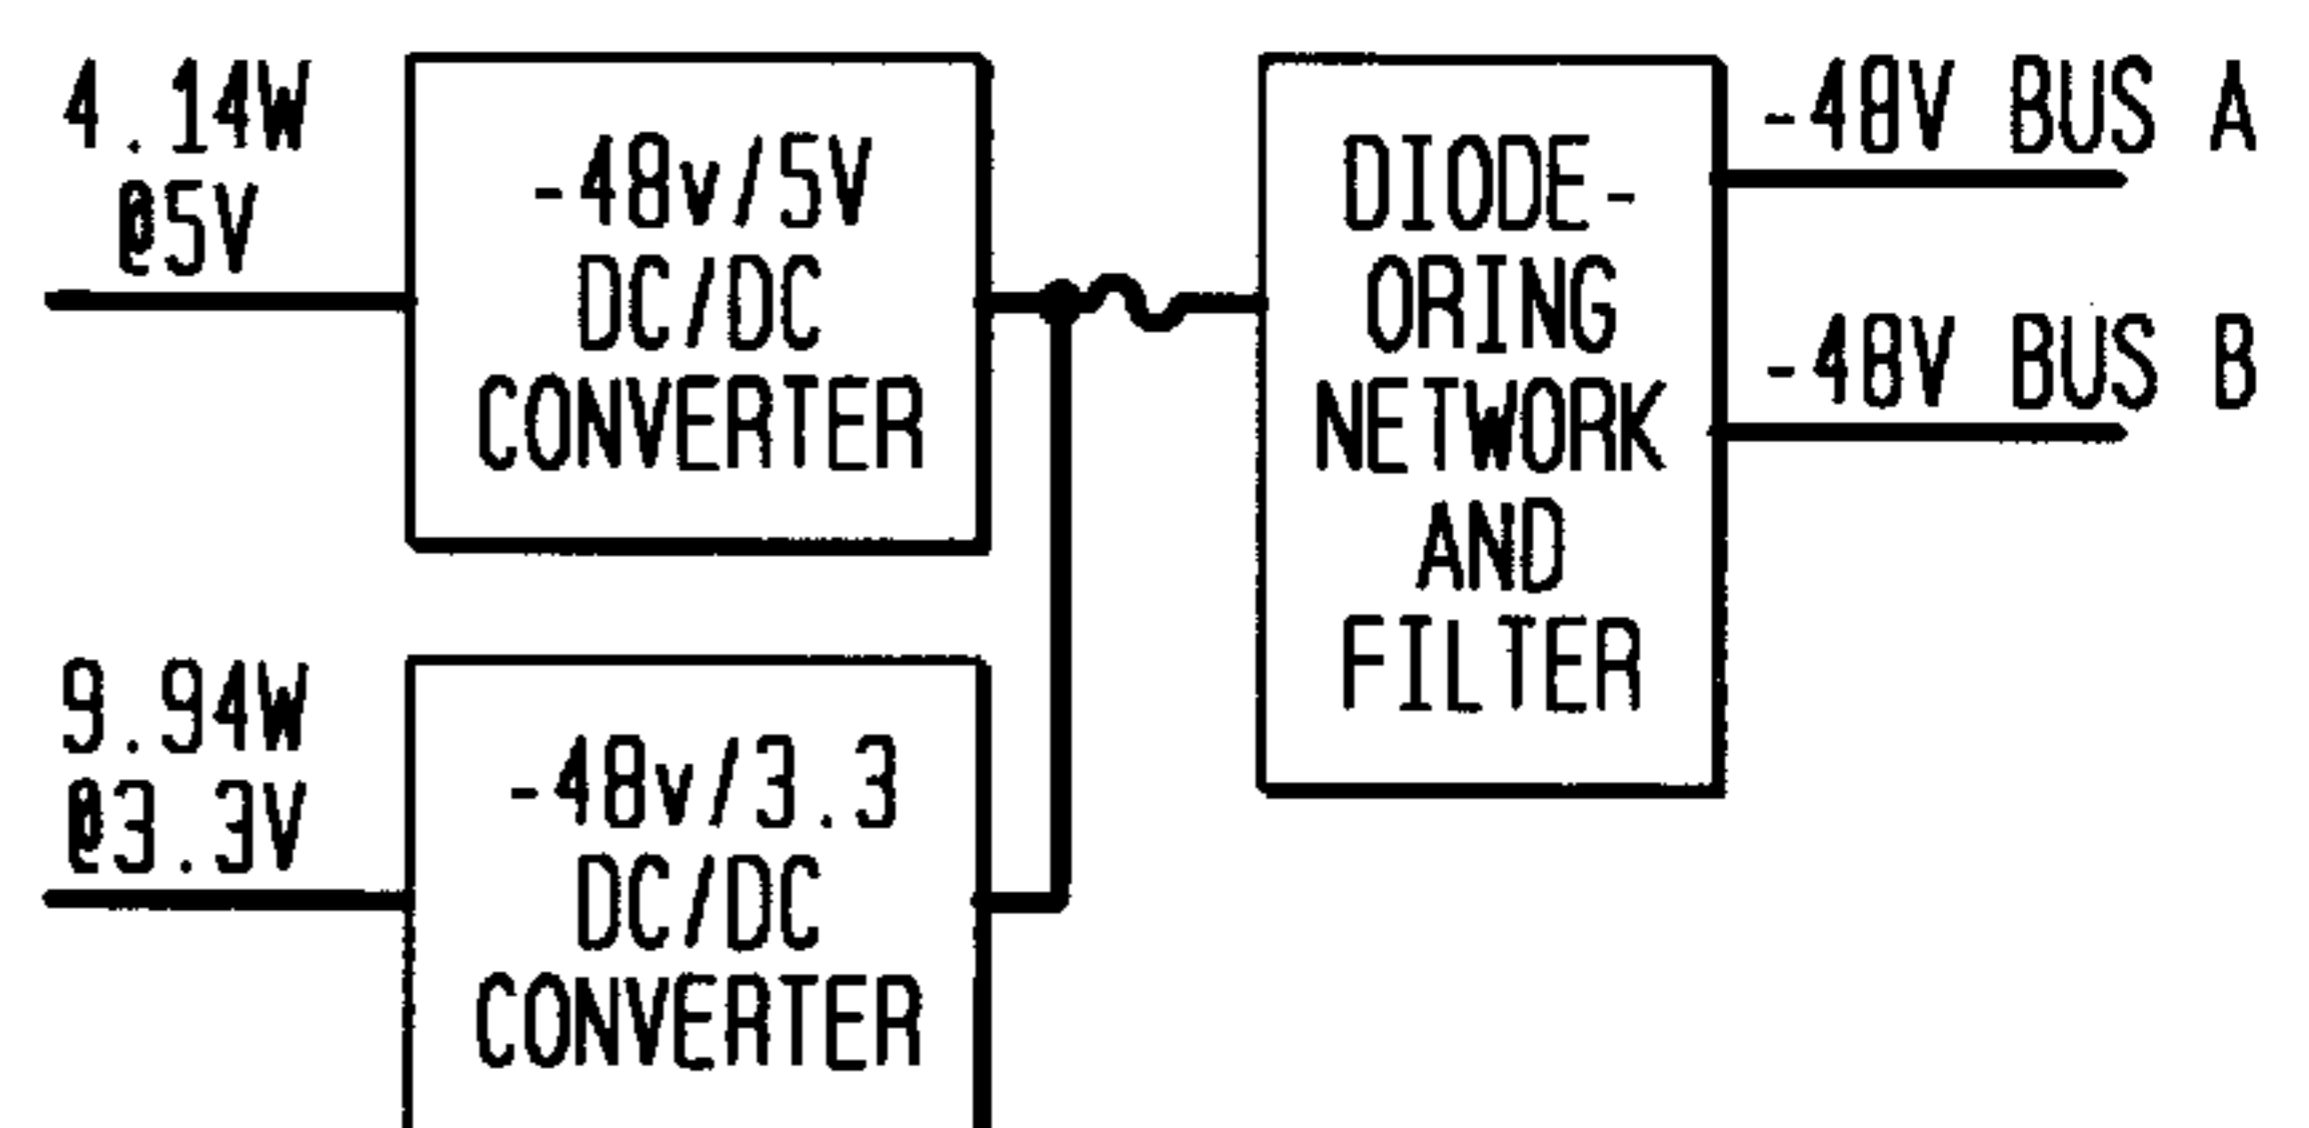 4.14W
@5V
-48v/5V
DC/DC
CONVERTER
DIODE-
ORING
NETWORK
AND
FILTER
-48V BUS A
-48V BUS B
9.94W
@3.3V
-48v/3.3
DC/DC
CONVERTER